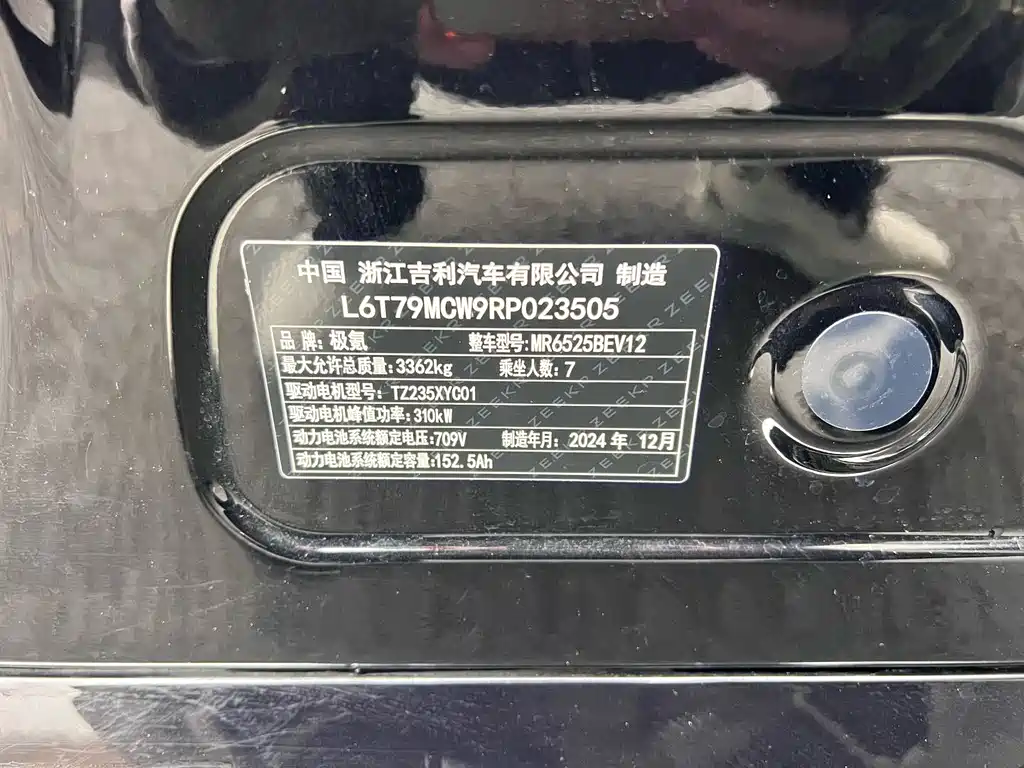 中国 浙江吉利汽车有限公司 制造
L6T79MCW9RP023505
品 牌：极氪 整车型号：MR6525BEV12
最大允许总质量：3362kg 乘坐人数：7
驱动电机型号：TZ235XYC01
驱动电机峰值功率：310kW
动力电池系统额定电压：709V 制造年月：2024 年 12月
动力电池系统额定容量：152.5Ah
ZEEKR ZEEKR ZEEKR